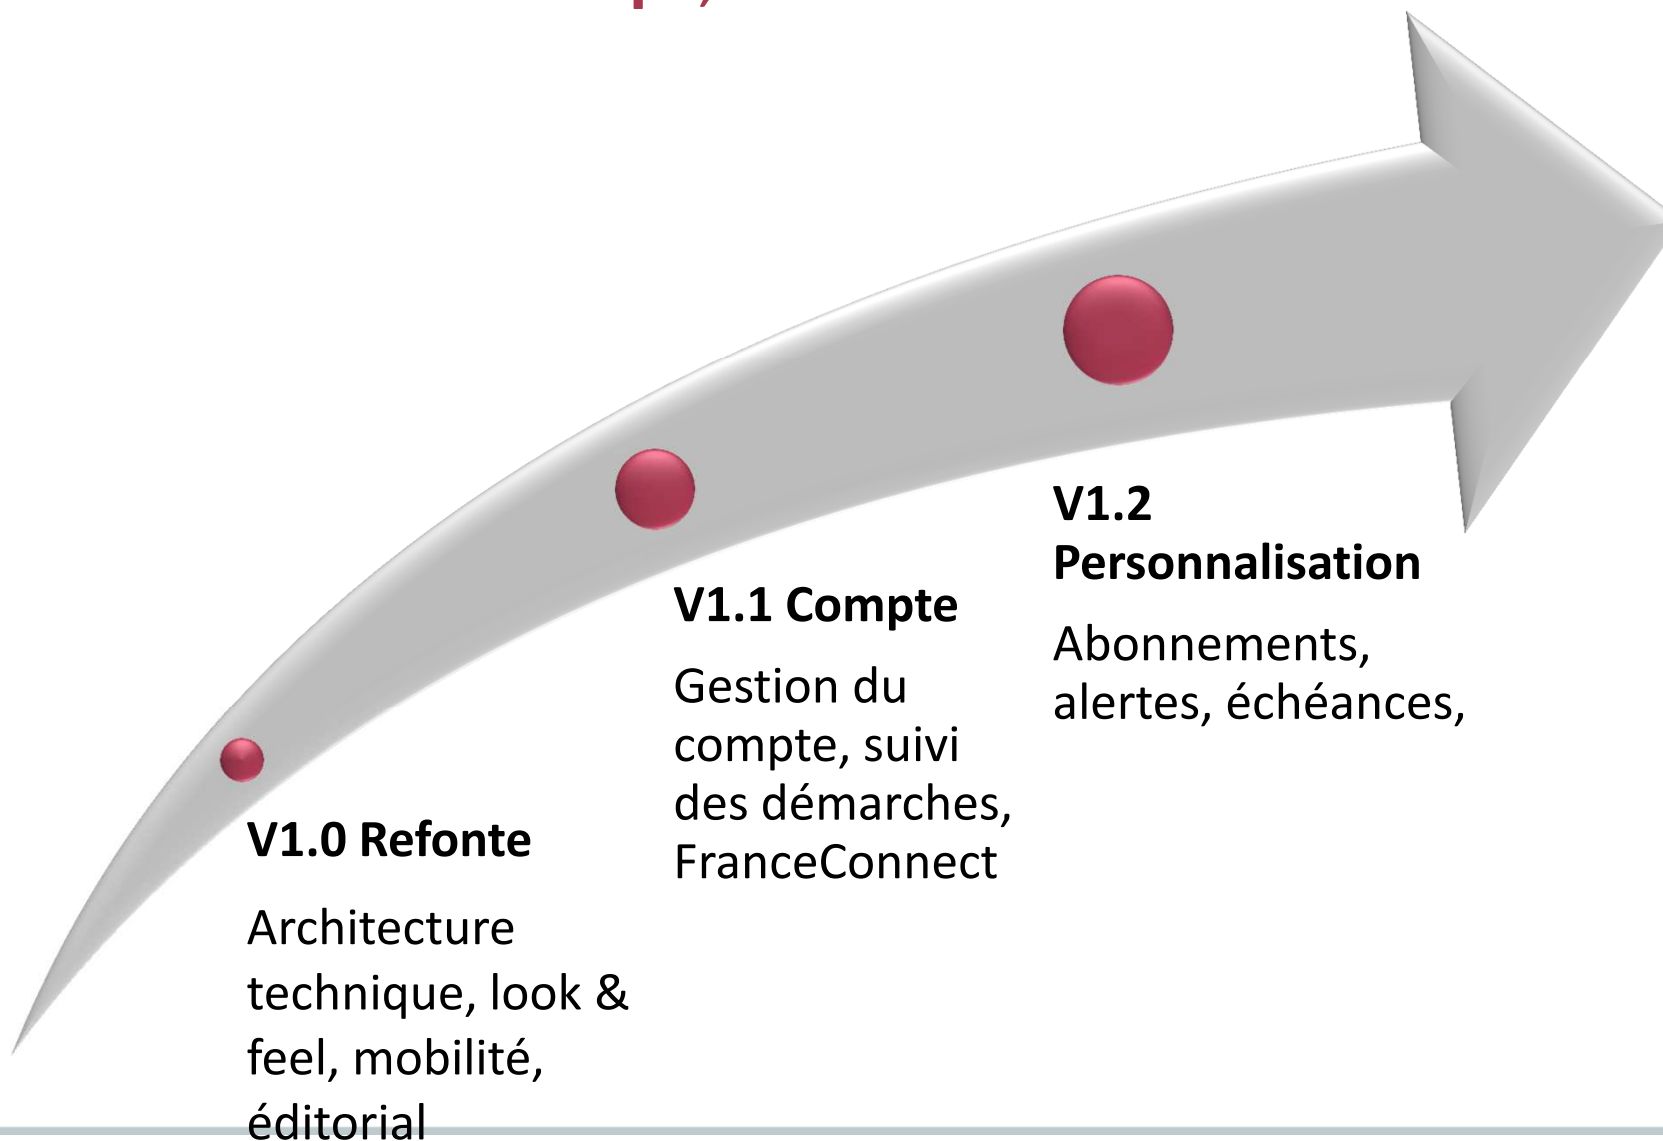 V1.0 Refonte
Architecture
technique, look &
feel, mobilité,
éditorial
V1.1 Compte
Gestion du
compte, suivi
des démarches,
FranceConnect
V1.2
Personnalisation
Abonnements,
alertes, échéances,